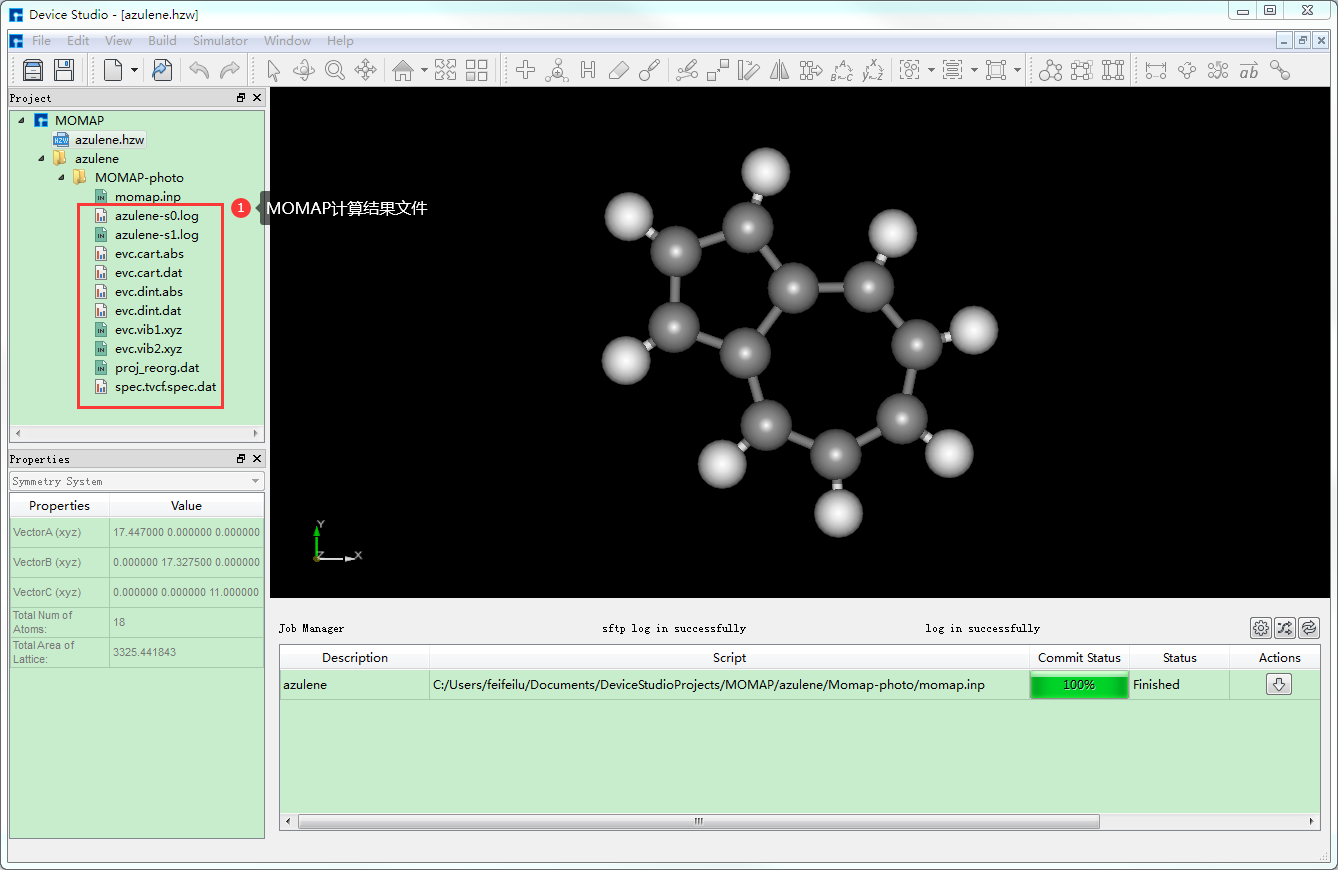 Device Studio - [azulene.hzw]
File Edit View Build Simulator Window Help
Project
MOMAP
azulene.hzw
azulene
MOMAP-photo
momap.inp
azulene-s0.log
azulene-s1.log
evc.cart.abs
evc.cart.dat
evc.dint.abs
evc.dint.dat
evc.vib1.xyz
evc.vib2.xyz
proj_reorg.dat
spec.tvcf.spec.dat
1 MOMAP计算结果文件
Properties
Symmetry System
Properties Value
VectorA (xyz) 17.447000 0.000000 0.000000
VectorB (xyz) 0.000000 17.327500 0.000000
VectorC (xyz) 0.000000 0.000000 11.000000
Total Num of Atoms: 18
Total Area of Lattice: 3325.441843
Y
Z X
Job Manager sftp log in successfully log in successfully
Description Script Commit Status Status Actions
azulene C:/Users/feifeilu/Documents/DeviceStudioProjects/MOMAP/azulene/Momap-photo/momap.inp 100% Finished